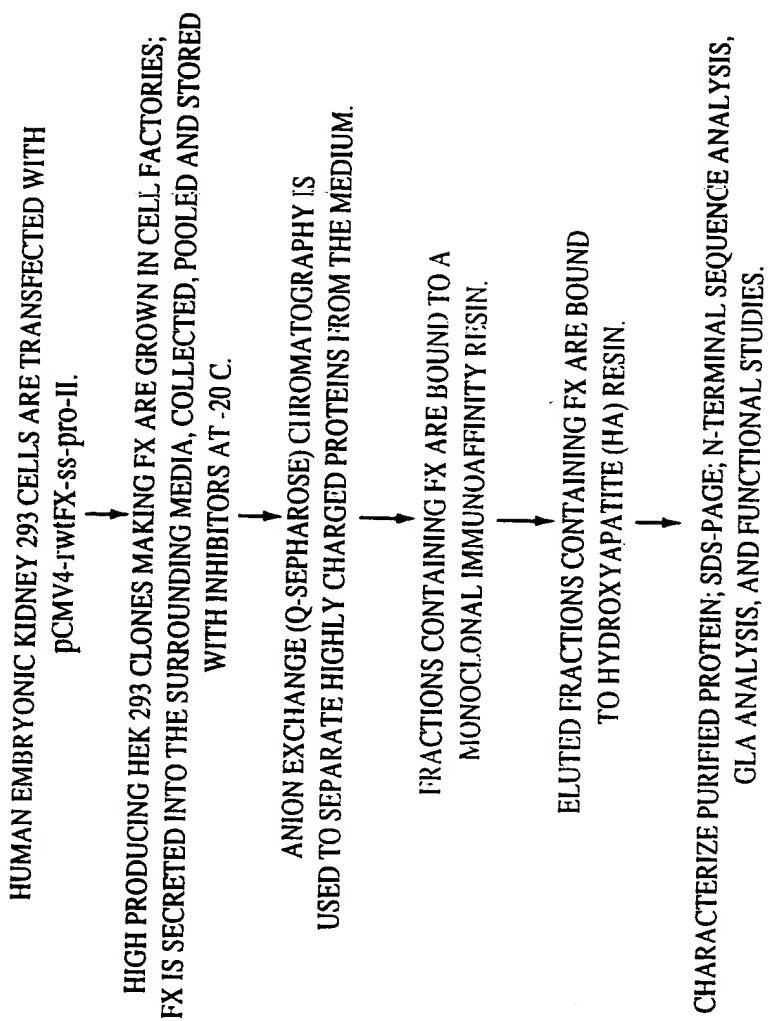 HUMAN EMBRYONIC KIDNEY 293 CELLS ARE TRANSFECTED WITH
pCMV4-rwtFX-ss-pro-II.
HIGH PRODUCING HEK 293 CLONES MAKING FX ARE GROWN IN CELL FACTORIES;
FX IS SECRETED INTO THE SURROUNDING MEDIA, COLLECTED, POOLED AND STORED
WITH INHIBITORS AT -20 C.
ANION EXCHANGE (Q-SEPHAROSE) CHROMATOGRAPHY IS
USED TO SEPARATE HIGHLY CHARGED PROTEINS FROM THE MEDIUM.
FRACTIONS CONTAINING FX ARE BOUND TO A
MONOCLONAL IMMUNOAFFINITY RESIN.
ELUTED FRACTIONS CONTAINING FX ARE BOUND
TO HYDROXYAPATITE (HA) RESIN.
CHARACTERIZE PURIFIED PROTEIN; SDS-PAGE; N-TERMINAL SEQUENCE ANALYSIS,
GLA ANALYSIS, AND FUNCTIONAL STUDIES.